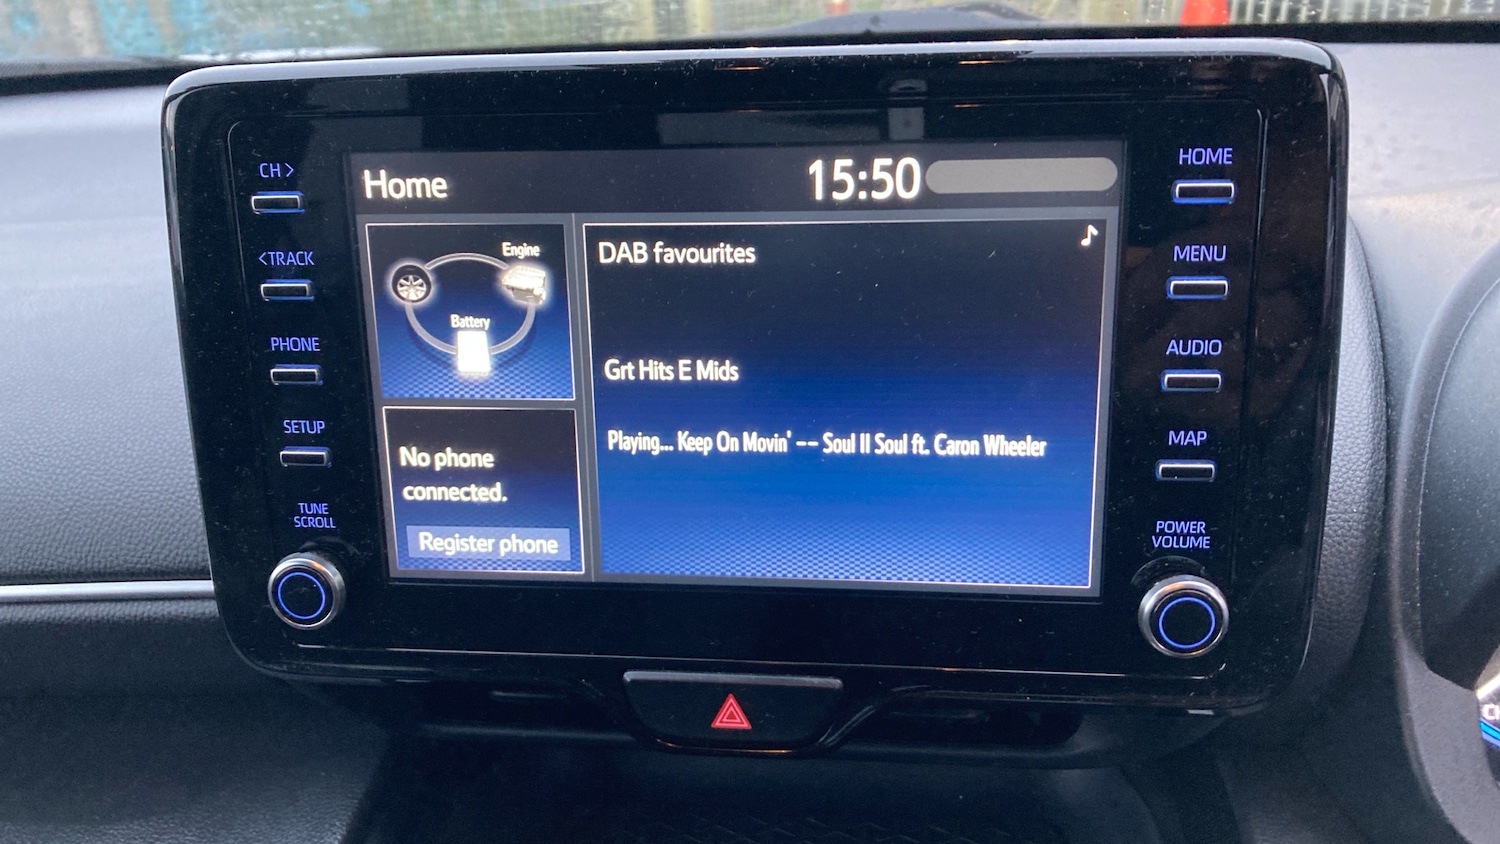 CH >
<TRACK
PHONE
SETUP
TUNE
SCROLL
Home
15:50
Engine
Battery
No phone
connected.
Register phone
DAB favourites
Grt Hits E Mids
Playing... Keep On Movin' -- Soul II Soul ft. Caron Wheeler
HOME
MENU
AUDIO
MAP
POWER
VOLUME